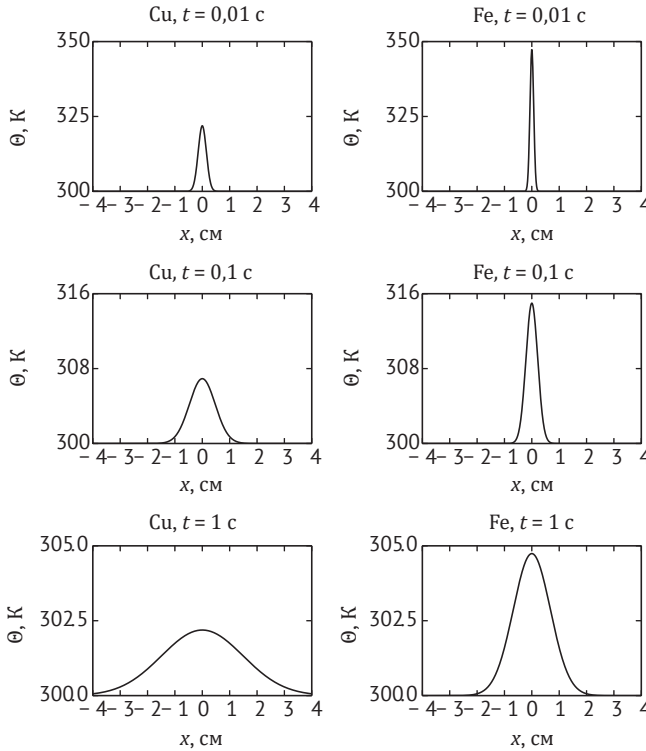 Cu, t = 0,01 с
Fe, t = 0,01 с
350
325
300
Θ, К
– 4 – 3 – 2 – 1 0 1 2 3 4
x, см
350
325
300
Θ, К
– 4 – 3 – 2 – 1 0 1 2 3 4
x, см
Cu, t = 0,1 с
Fe, t = 0,1 с
316
308
300
Θ, К
– 4 – 3 – 2 – 1 0 1 2 3 4
x, см
316
308
300
Θ, К
– 4 – 3 – 2 – 1 0 1 2 3 4
x, см
Cu, t = 1 с
Fe, t = 1 с
305.0
302.5
300.0
Θ, К
– 4 – 3 – 2 – 1 0 1 2 3 4
x, см
305.0
302.5
300.0
Θ, К
– 4 – 3 – 2 – 1 0 1 2 3 4
x, см